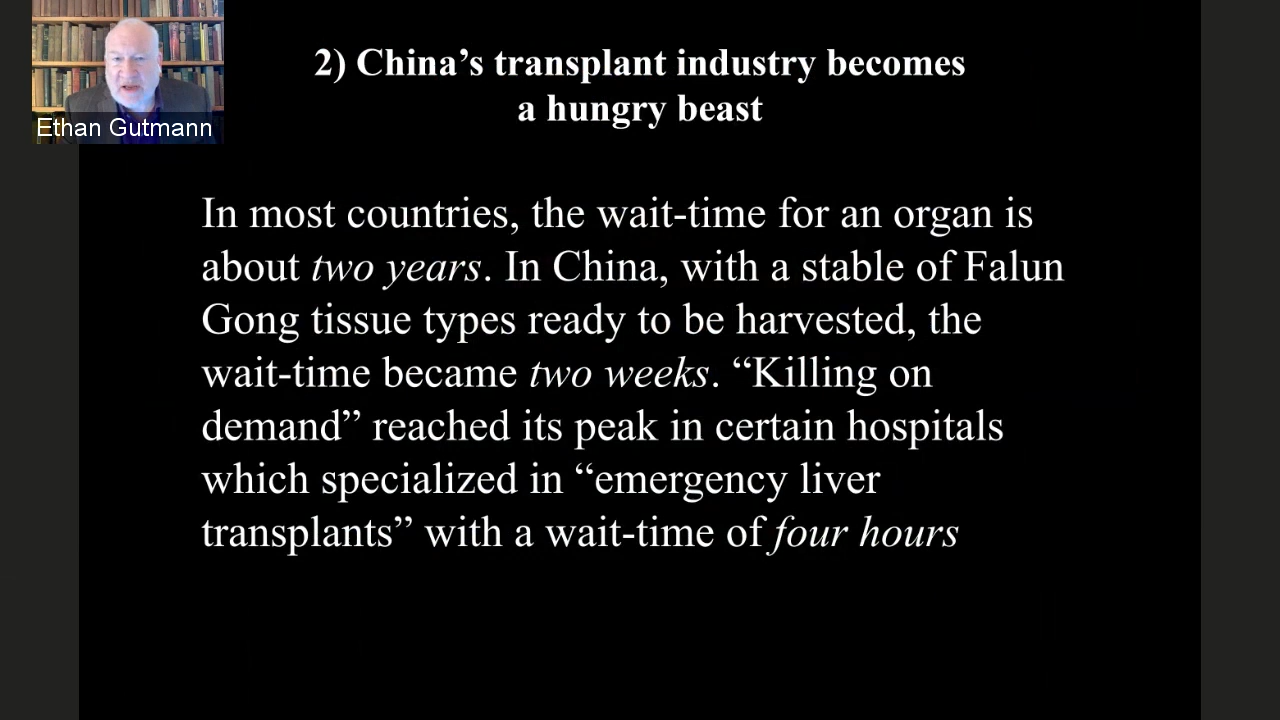 Ethan Gutmann
2) China’s transplant industry becomes
a hungry beast
In most countries, the wait-time for an organ is
about two years. In China, with a stable of Falun
Gong tissue types ready to be harvested, the
wait-time became two weeks. “Killing on
demand” reached its peak in certain hospitals
which specialized in “emergency liver
transplants” with a wait-time of four hours